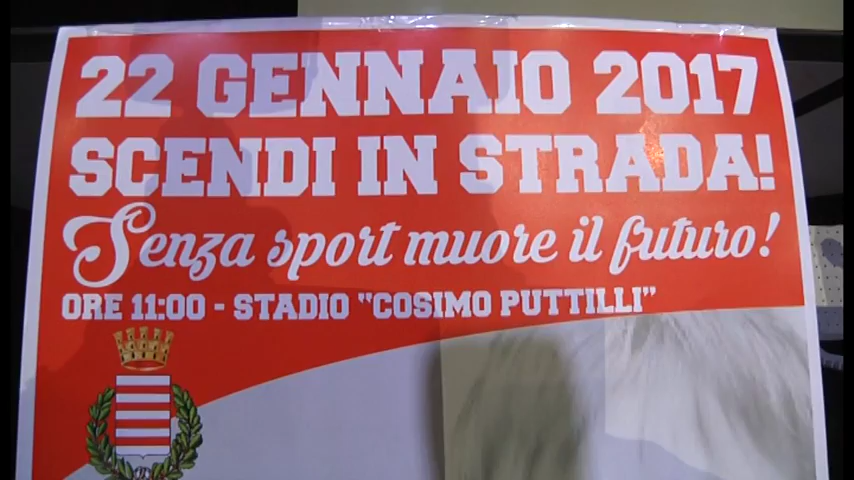 22 GENNAIO 2017
SCENDI IN STRADA!
Senza sport muore il futuro!
ORE 11:00 - STADIO "COSIMO PUTTILLI"